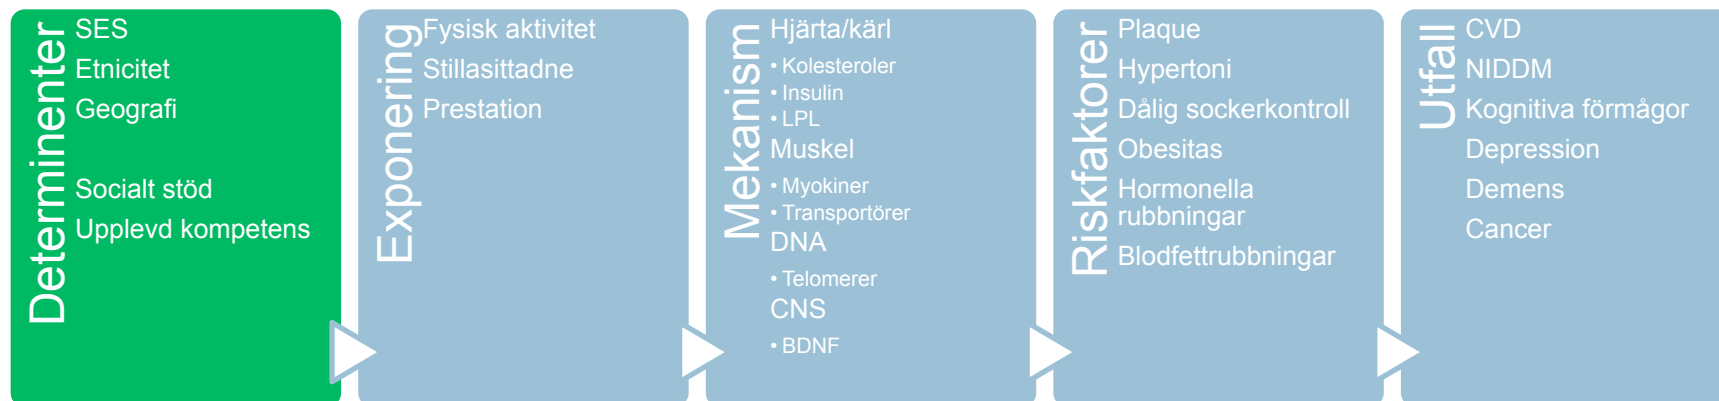 Determinenter
SES
Etnicitet
Geografi
Socialt stöd
Upplevd kompetens
Exponering
Fysisk aktivitet
Stillasittadne
Prestation
Mekanism
Hjärta/kärl
• Kolesteroler
• Insulin
• LPL
Muskel
• Myokiner
• Transportörer
DNA
• Telomerer
CNS
• BDNF
Riskfaktorer
Plaque
Hypertoni
Dålig sockerkontroll
Obesitas
Hormonella
rubbningar
Blodfettrubbningar
Utfall
CVD
NIDDM
Kognitiva förmågor
Depression
Demens
Cancer